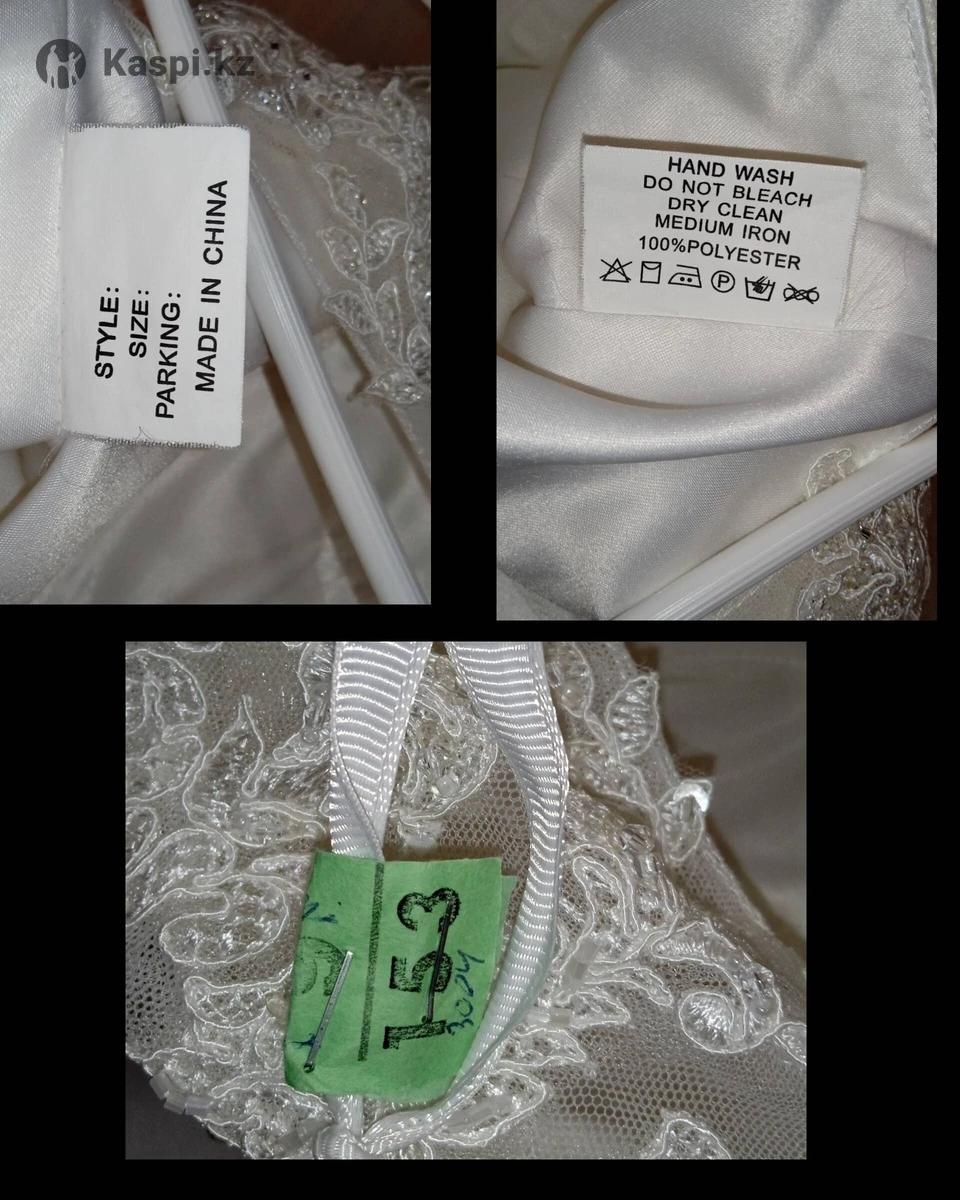 Kaspi.kz
STYLE:
SIZE:
PARKING:
MADE IN CHINA
HAND WASH
DO NOT BLEACH
DRY CLEAN
MEDIUM IRON
100%POLYESTER
P
153